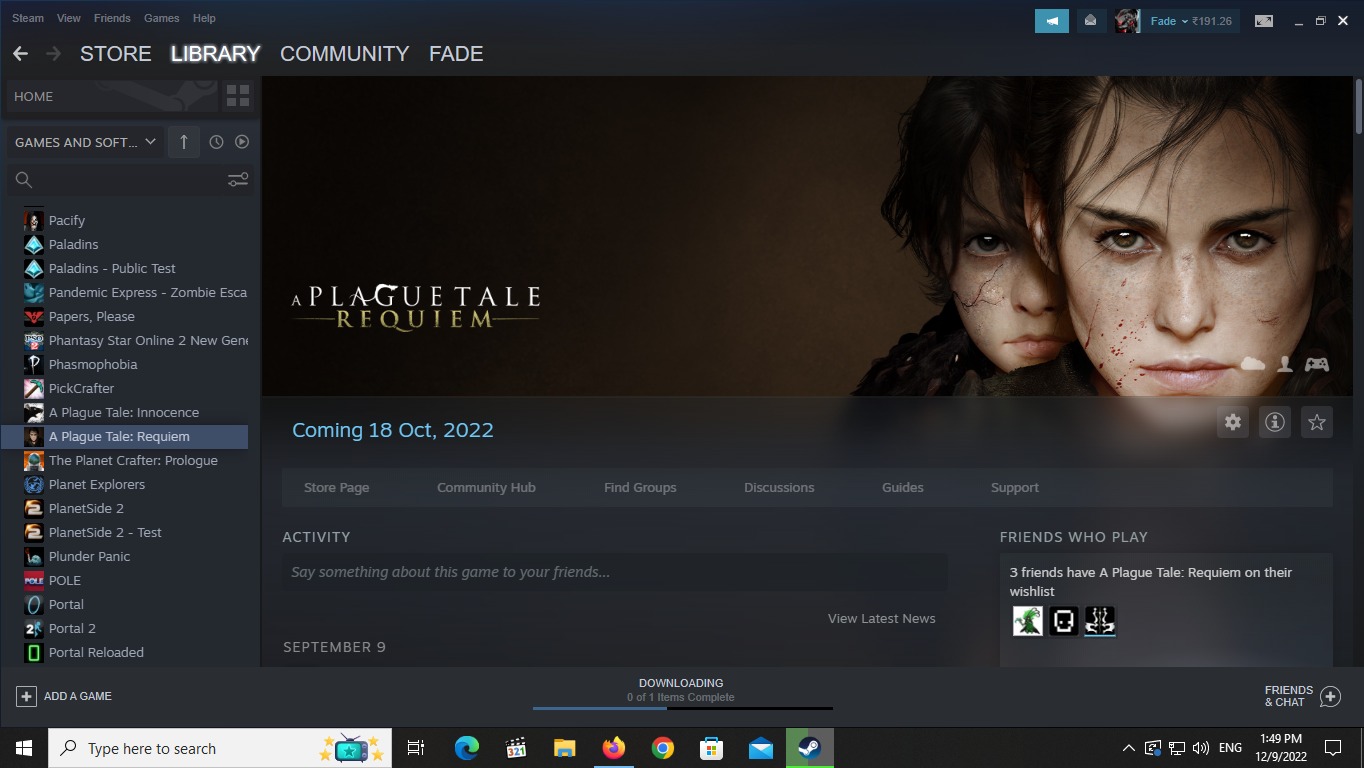 Steam View Friends Games Help
Fade ₹191.26
STORE LIBRARY COMMUNITY FADE
HOME
GAMES AND SOFT...
Pacify
Paladins
Paladins - Public Test
Pandemic Express - Zombie Esca
Papers, Please
Phantasy Star Online 2 New Gene
Phasmophobia
PickCrafter
A Plague Tale: Innocence
A Plague Tale: Requiem
The Planet Crafter: Prologue
Planet Explorers
PlanetSide 2
PlanetSide 2 - Test
Plunder Panic
POLE
Portal
Portal 2
Portal Reloaded
A PLAGUE TALE
REQUIEM
Coming 18 Oct, 2022
Store Page Community Hub Find Groups Discussions Guides Support
ACTIVITY
Say something about this game to your friends...
View Latest News
SEPTEMBER 9
FRIENDS WHO PLAY
3 friends have A Plague Tale: Requiem on their
wishlist
ADD A GAME
DOWNLOADING
0 of 1 Items Complete
FRIENDS
& CHAT
Type here to search
321
ENG
1:49 PM
12/9/2022